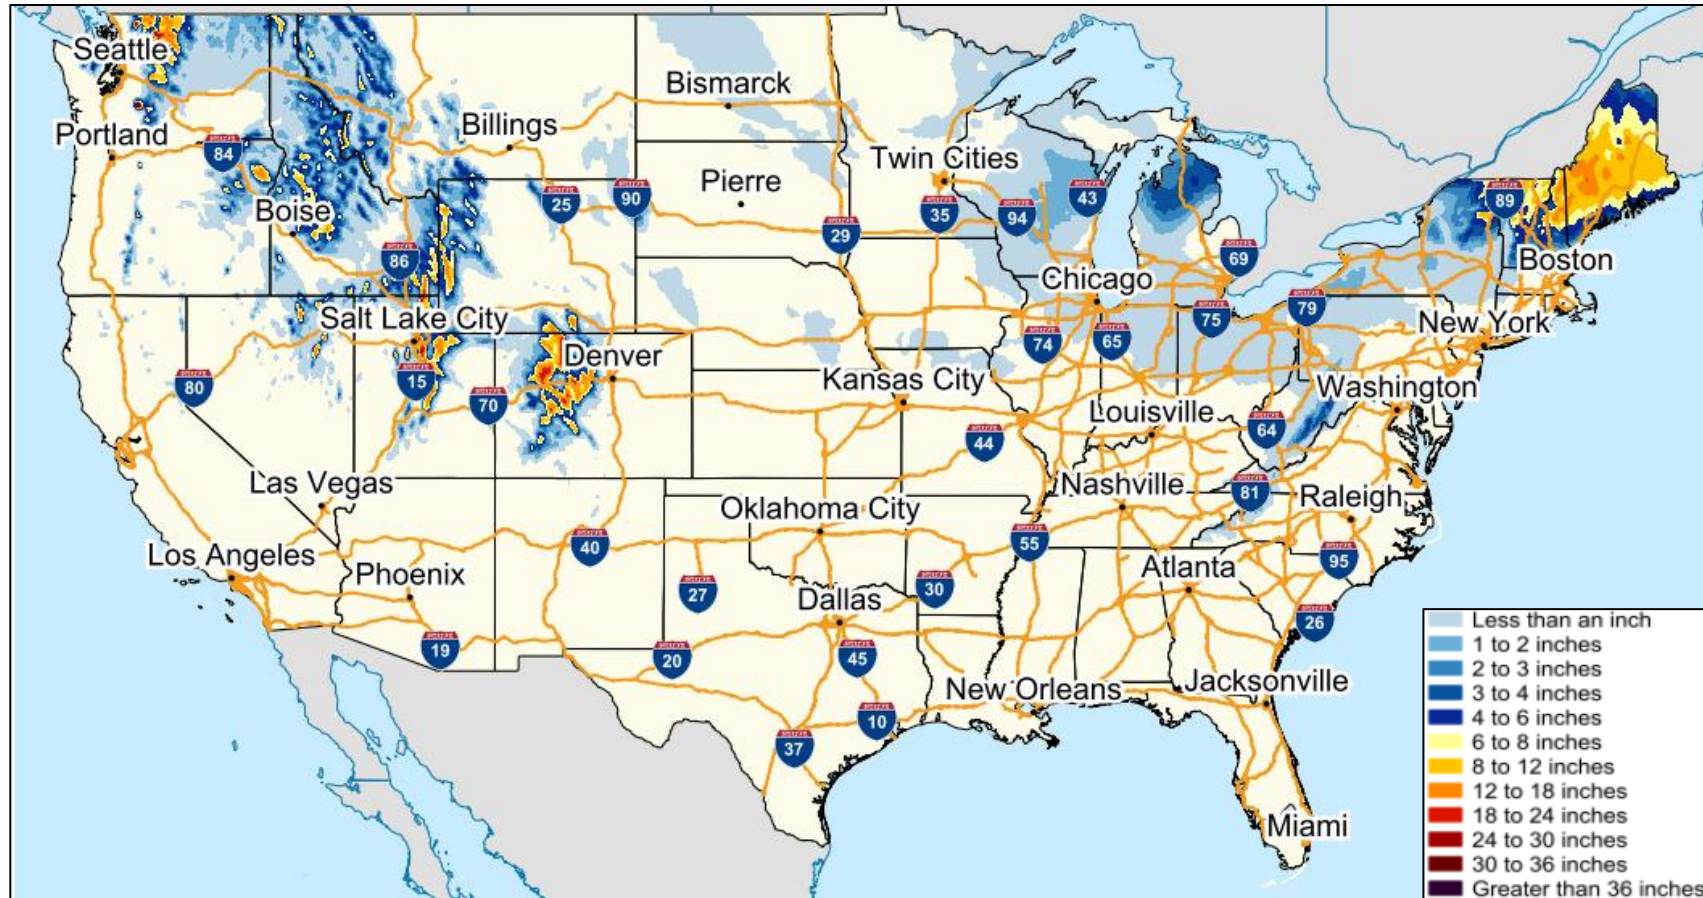 Seattle
Bismarck
Portland
Billings
84
Twin Cities
Pierre
Boise
25
90
35
94
43
89
29
86
69
Boston
Chicago
Salt Lake City
79
75
New York
74
65
Denver
80
15
70
Kansas City
Washington
Louisville
64
44
Las Vegas
Nashville
81
Raleigh
Oklahoma City
Los Angeles
40
55
95
Phoenix
Atlanta
27
30
Dallas
26
19
20
45
New Orleans
Jacksonville
10
37
Miami
Less than an inch
1 to 2 inches
2 to 3 inches
3 to 4 inches
4 to 6 inches
6 to 8 inches
8 to 12 inches
12 to 18 inches
18 to 24 inches
24 to 30 inches
30 to 36 inches
Greater than 36 inches